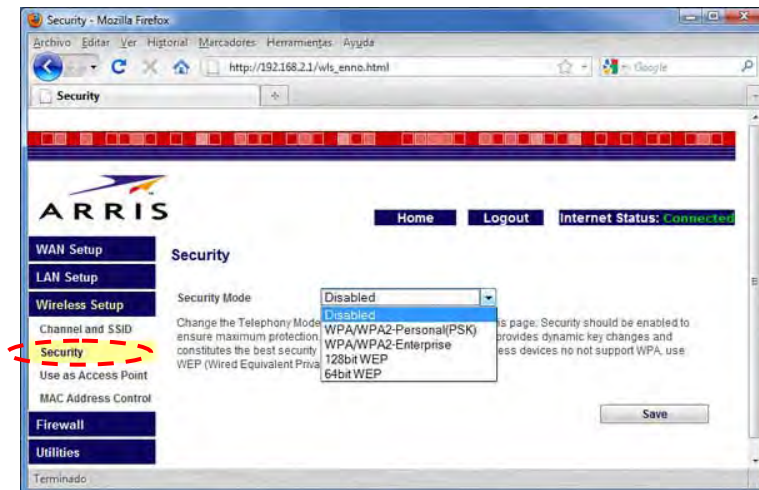 Security - Mozilla Firefox
Archivo Editar Ver Historial Marcadores Herramientas Ayuda
http://192.168.2.1/wls_enno.html
Google
Security
ARRIS
Home Logout Internet Status: Connected
WAN Setup
LAN Setup
Wireless Setup
Channel and SSID
Security
Use as Access Point
MAC Address Control
Firewall
Utilities
Security
Security Mode Disabled
Disabled
WPA/WPA2-Personal(PSK)
WPA/WPA2-Enterprise
128bit WEP
64bit WEP
Change the Telephony Mode is page. Security should be enabled to
ensure maximum protection. provides dynamic key changes and
constitutes the best security ess devices no not support WPA, use
WEP (Wired Equivalent Priva
Save
Terminado